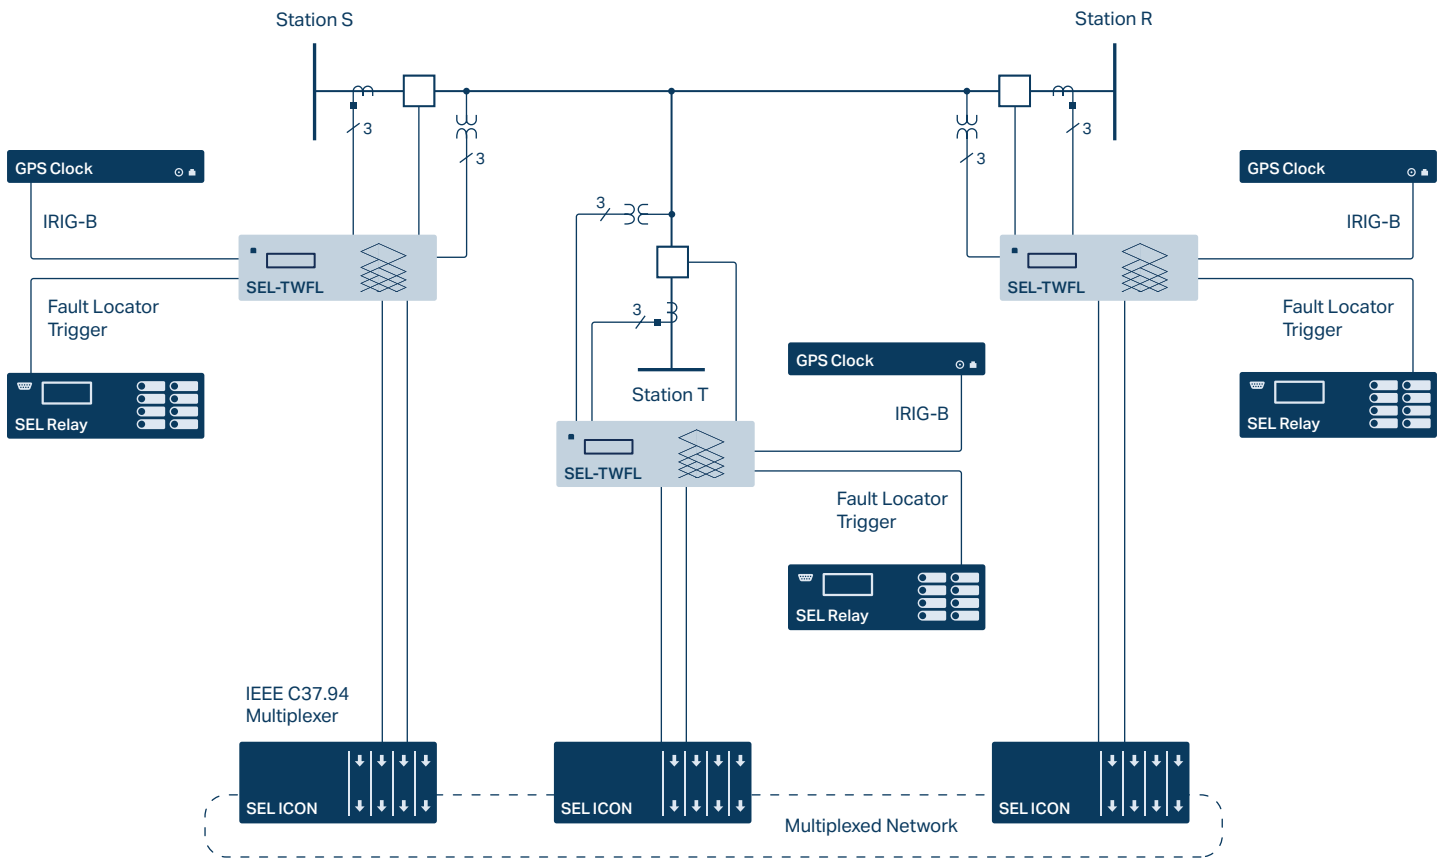 Station S
Station R
3
3
3
3
GPS Clock
GPS Clock
IRIG-B
IRIG-B
3
SEL-TWFL
SEL-TWFL
Fault Locator
Trigger
Fault Locator
Trigger
3
GPS Clock
Station T
SEL Relay
SEL Relay
IRIG-B
SEL-TWFL
Fault Locator
Trigger
SEL Relay
IEEE C37.94
Multiplexer
SEL ICON
SEL ICON
SEL ICON
Multiplexed Network